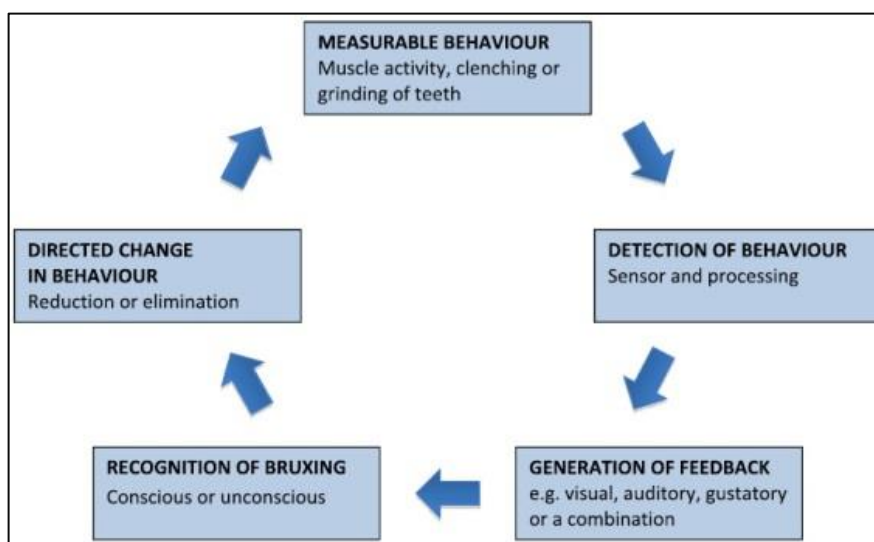 MEASURABLE BEHAVIOUR
Muscle activity, clenching or
grinding of teeth
DETECTION OF BEHAVIOUR
Sensor and processing
GENERATION OF FEEDBACK
e.g. visual, auditory, gustatory
or a combination
RECOGNITION OF BRUXING
Conscious or unconscious
DIRECTED CHANGE
IN BEHAVIOUR
Reduction or elimination